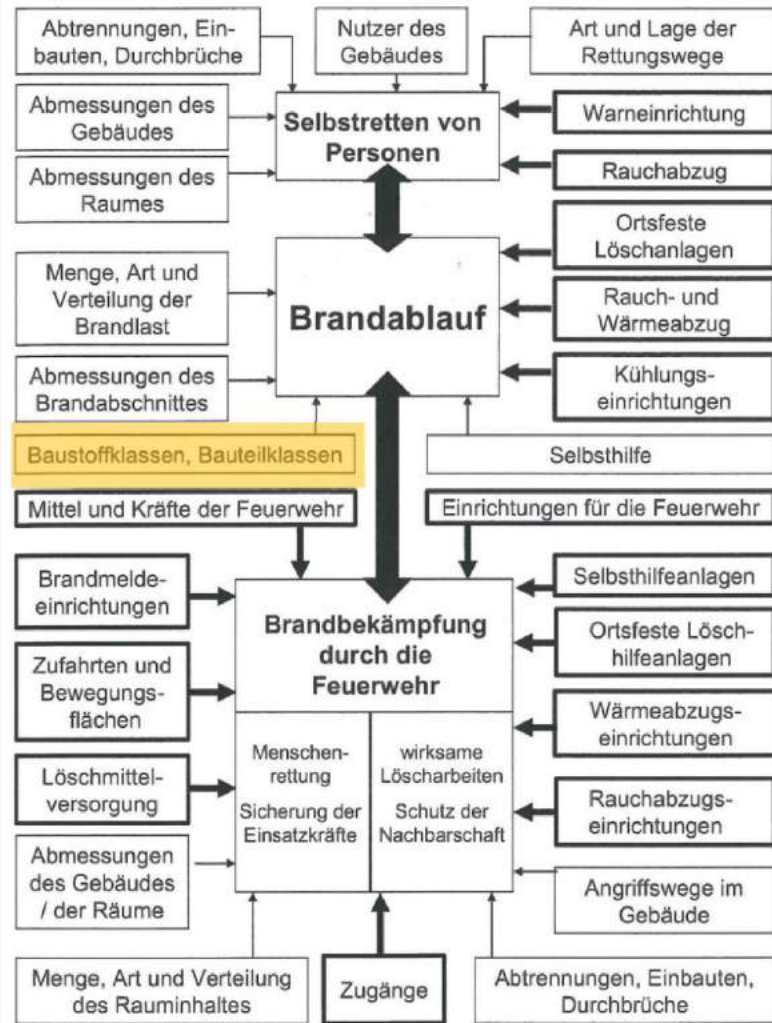 Abtrennungen, Ein-
bauten, Durchbrüche
Nutzer des
Gebäudes
Art und Lage der
Rettungswege
Abmessungen des
Gebäudes
Selbstretten von
Personen
Warneinrichtung
Abmessungen des
Raumes
Rauchabzug
Menge, Art und
Verteilung der
Brandlast
Brandablauf
Ortsfeste
Löschanlagen
Rauch- und
Wärmeabzug
Abmessungen des
Brandabschnittes
Kühlungs-
einrichtungen
Baustoffklassen, Bauteilklassen
Selbsthilfe
Mittel und Kräfte der Feuerwehr
Einrichtungen für die Feuerwehr
Brandmelde-
einrichtungen
Brandbekämpfung
durch die
Feuerwehr
Selbsthilfeanlagen
Ortsfeste Lösch-
hilfeanlagen
Zufahrten und
Bewegungs-
flächen
Menschen-
rettung
Sicherung der
Einsatzkräfte
wirksame
Löscharbeiten
Schutz der
Nachbarschaft
Wärmeabzugs-
einrichtungen
Löschmittel-
versorgung
Rauchabzugs-
einrichtungen
Abmessungen
des Gebäudes
/ der Räume
Angriffswege im
Gebäude
Menge, Art und Verteilung
des Rauminhaltes
Zugänge
Abtrennungen, Einbauten,
Durchbrüche